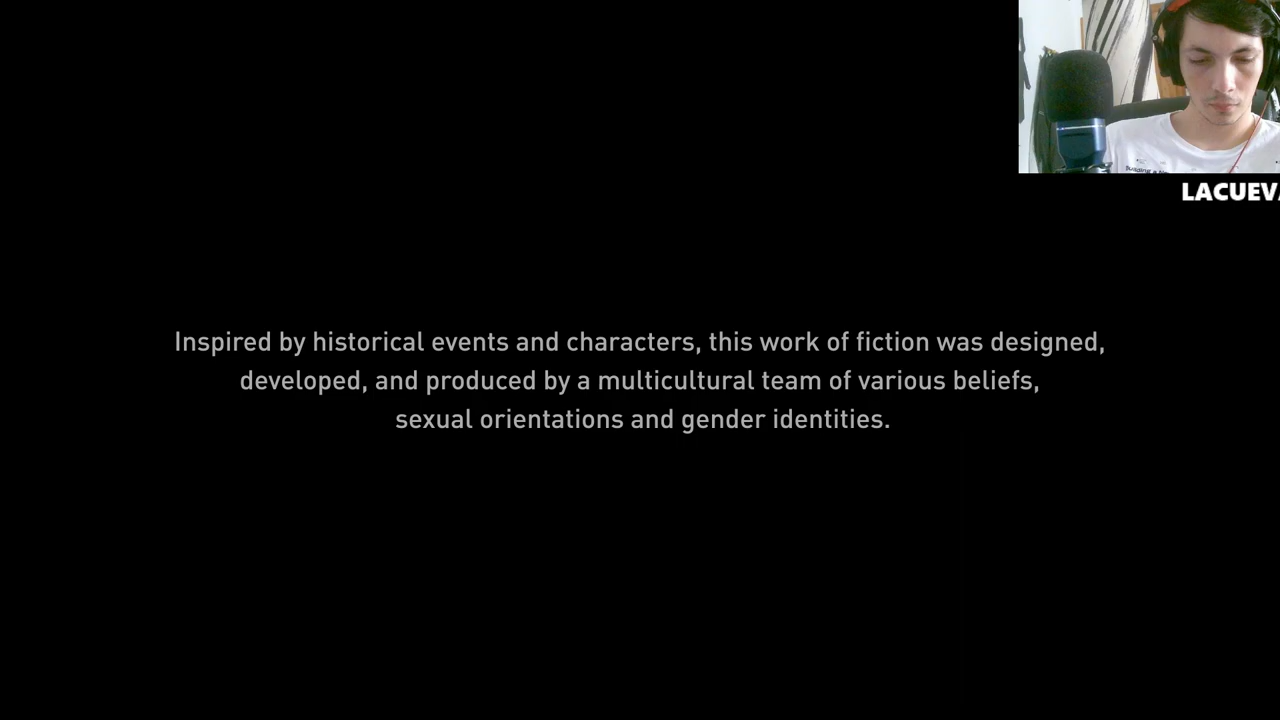 LACUEVA
Inspired by historical events and characters, this work of fiction was designed,
developed, and produced by a multicultural team of various beliefs,
sexual orientations and gender identities.